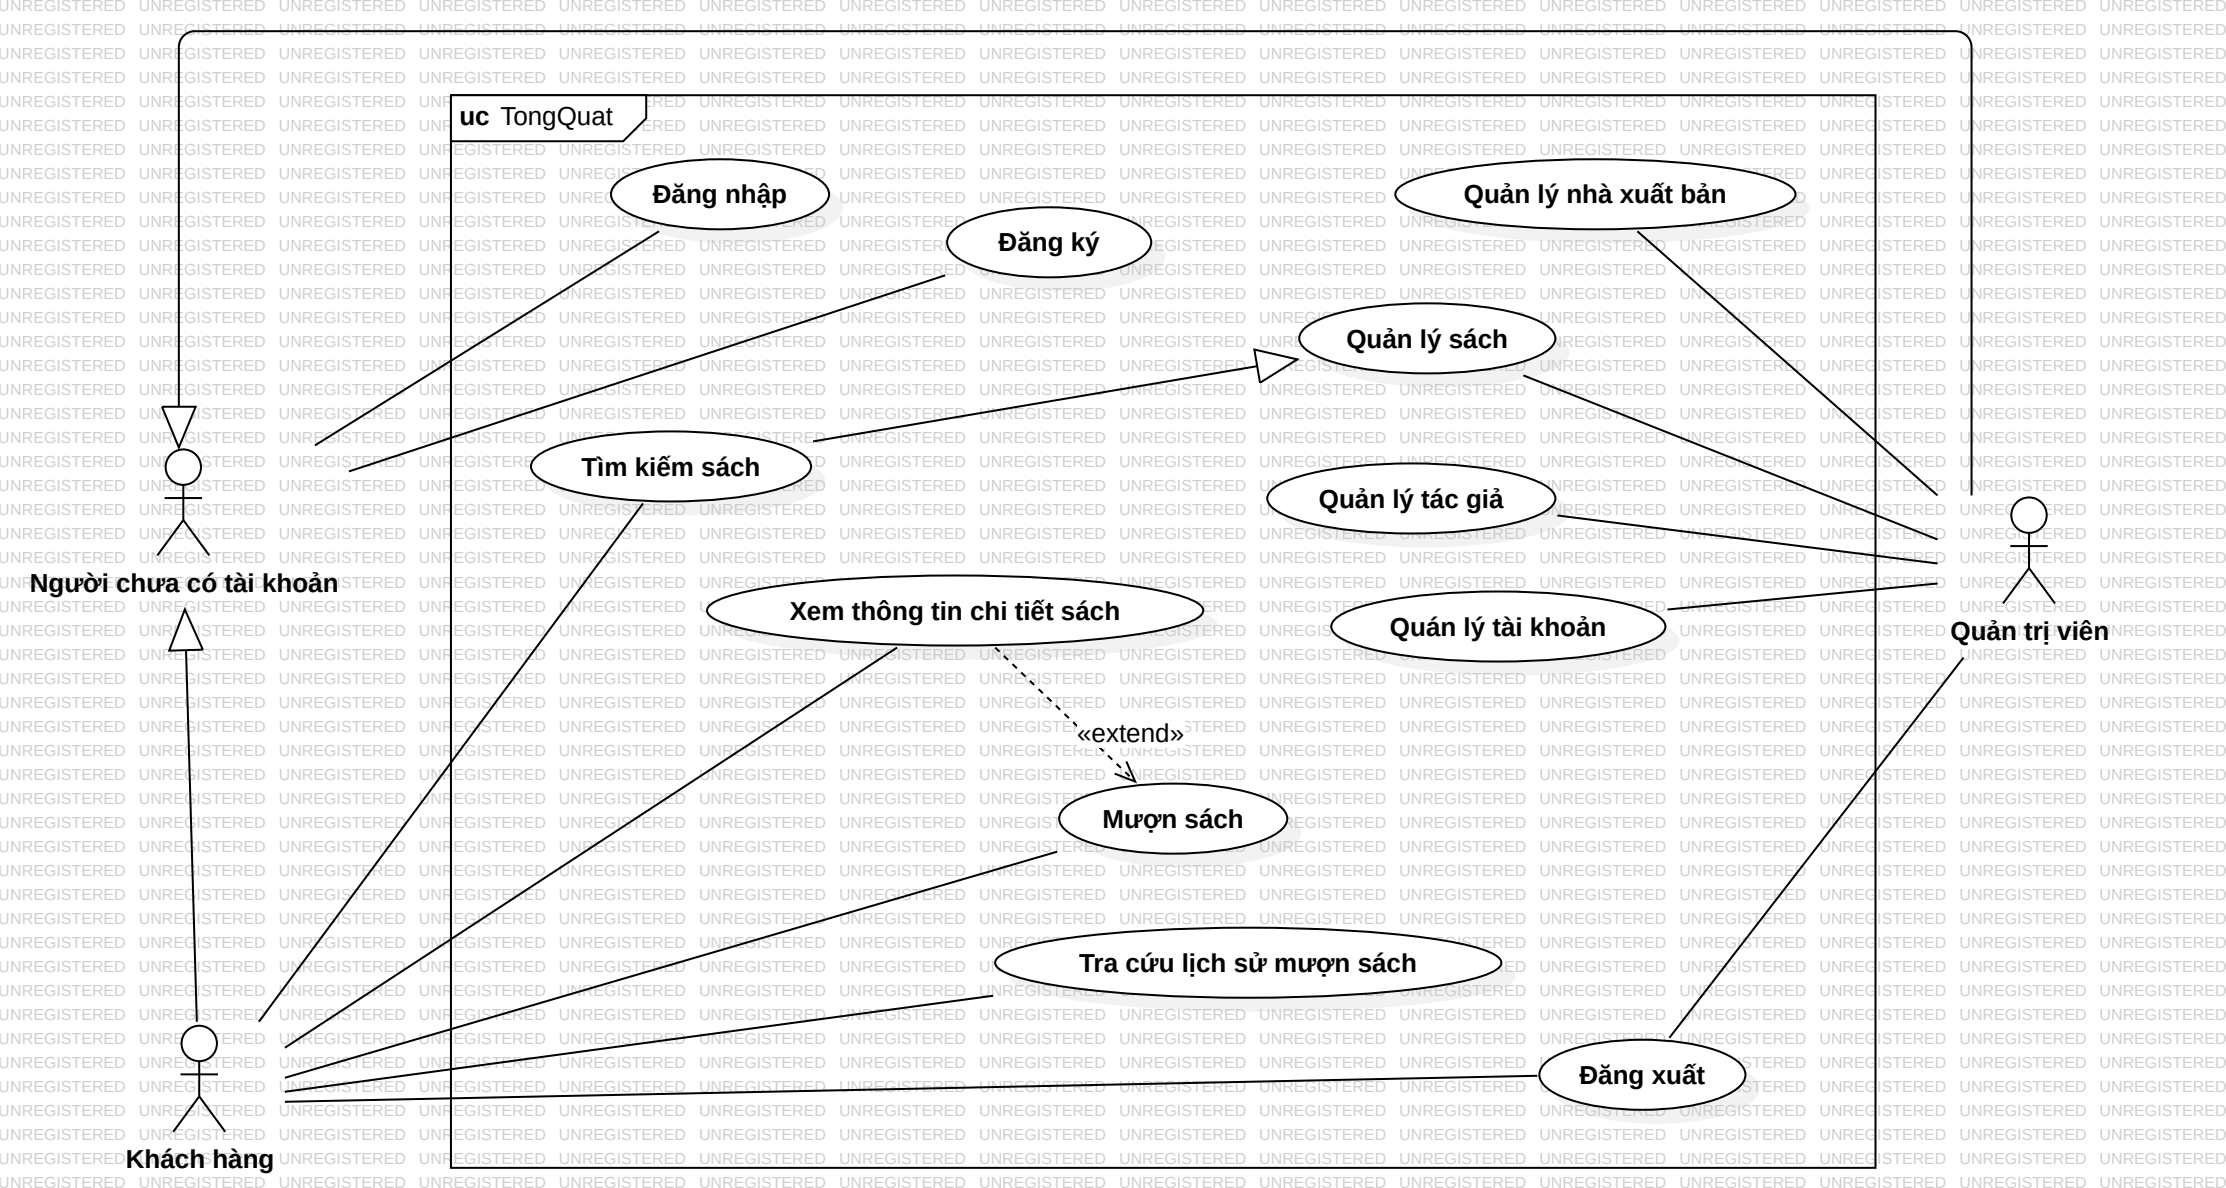 uc TongQuat
Đăng nhập
Quản lý nhà xuất bản
Đăng ký
Quản lý sách
Tìm kiếm sách
Quản lý tác giả
Người chưa có tài khoản
Xem thông tin chi tiết sách
Quán lý tài khoản
Quản trị viên
«extend»
Mượn sách
Tra cứu lịch sử mượn sách
Đăng xuất
Khách hàng
UNREGISTERED